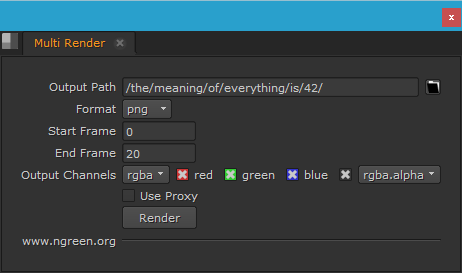 Multi Render
Output Path /the/meaning/of/everything/is/42/
Format png
Start Frame 0
End Frame 20
Output Channels rgba red green blue rgba.alpha
Use Proxy
Render
www.ngreen.org